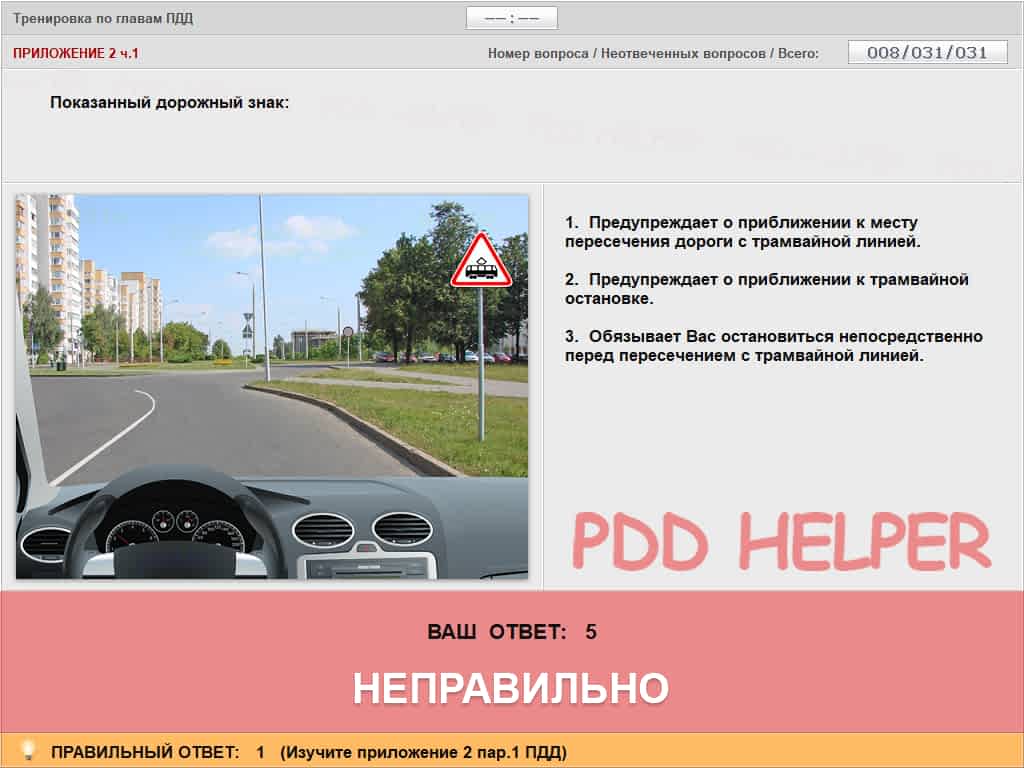 Тренировка по главам ПДД
—— : ——
ПРИЛОЖЕНИЕ 2 ч.1
Номер вопроса / Неотвеченных вопросов / Всего:
008/031/031
Показанный дорожный знак:
1. Предупреждает о приближении к месту
пересечения дороги с трамвайной линией.
2. Предупреждает о приближении к трамвайной
остановке.
3. Обязывает Вас остановиться непосредственно
перед пересечением с трамвайной линией.
PDD HELPER
ВАШ ОТВЕТ: 5
НЕПРАВИЛЬНО
ПРАВИЛЬНЫЙ ОТВЕТ: 1 (Изучите приложение 2 пар.1 ПДД)